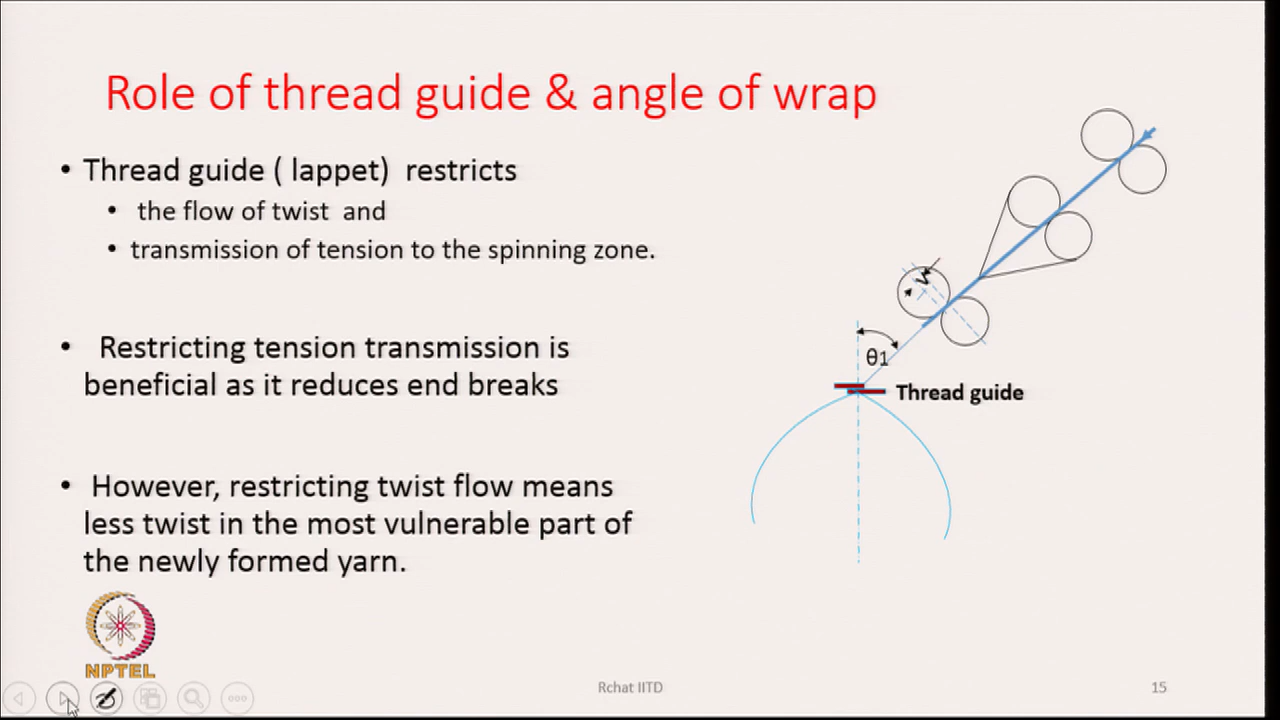 Role of thread guide & angle of wrap
• Thread guide ( lappet) restricts
• the flow of twist and
• transmission of tension to the spinning zone.
• Restricting tension transmission is
beneficial as it reduces end breaks
• However, restricting twist flow means
less twist in the most vulnerable part of
the newly formed yarn.
θ1
Thread guide
NPTEL
Rchat IITD
15